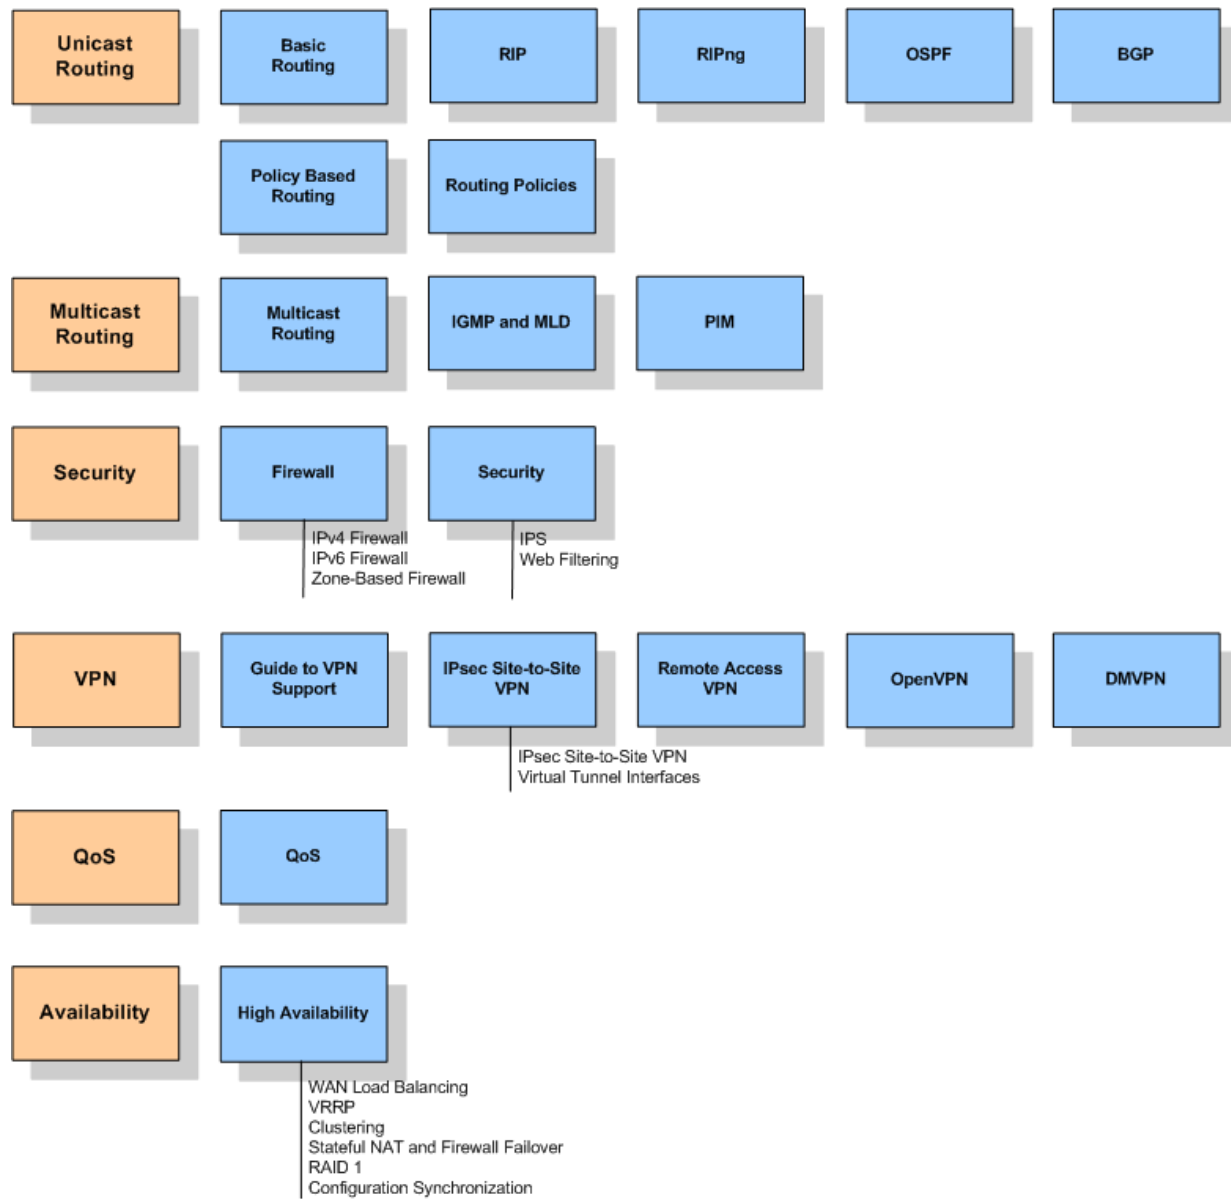 Unicast
Routing
Basic
Routing
RIP
RIPng
OSPF
BGP
Policy Based
Routing
Routing Policies
Multicast
Routing
Multicast
Routing
IGMP and MLD
PIM
Security
Firewall
Security
IPv4 Firewall
IPv6 Firewall
Zone-Based Firewall
IPS
Web Filtering
VPN
Guide to VPN
Support
IPsec Site-to-Site
VPN
Remote Access
VPN
OpenVPN
DMVPN
IPsec Site-to-Site VPN
Virtual Tunnel Interfaces
QoS
QoS
Availability
High Availability
WAN Load Balancing
VRRP
Clustering
Stateful NAT and Firewall Failover
RAID 1
Configuration Synchronization